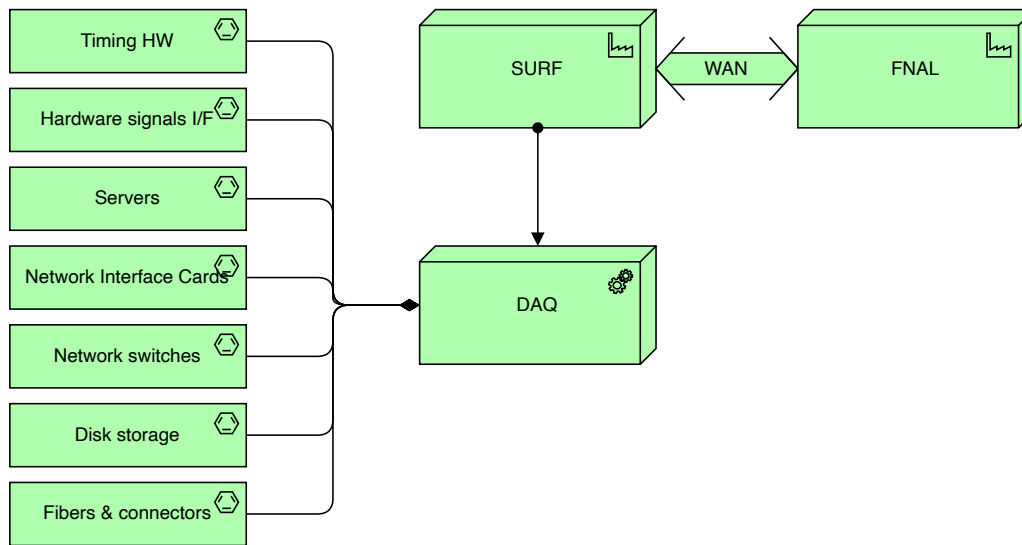 Timing HW
Hardware signals I/F
Servers
Network Interface Cards
Network switches
Disk storage
Fibers & connectors
SURF
WAN
FNAL
DAQ